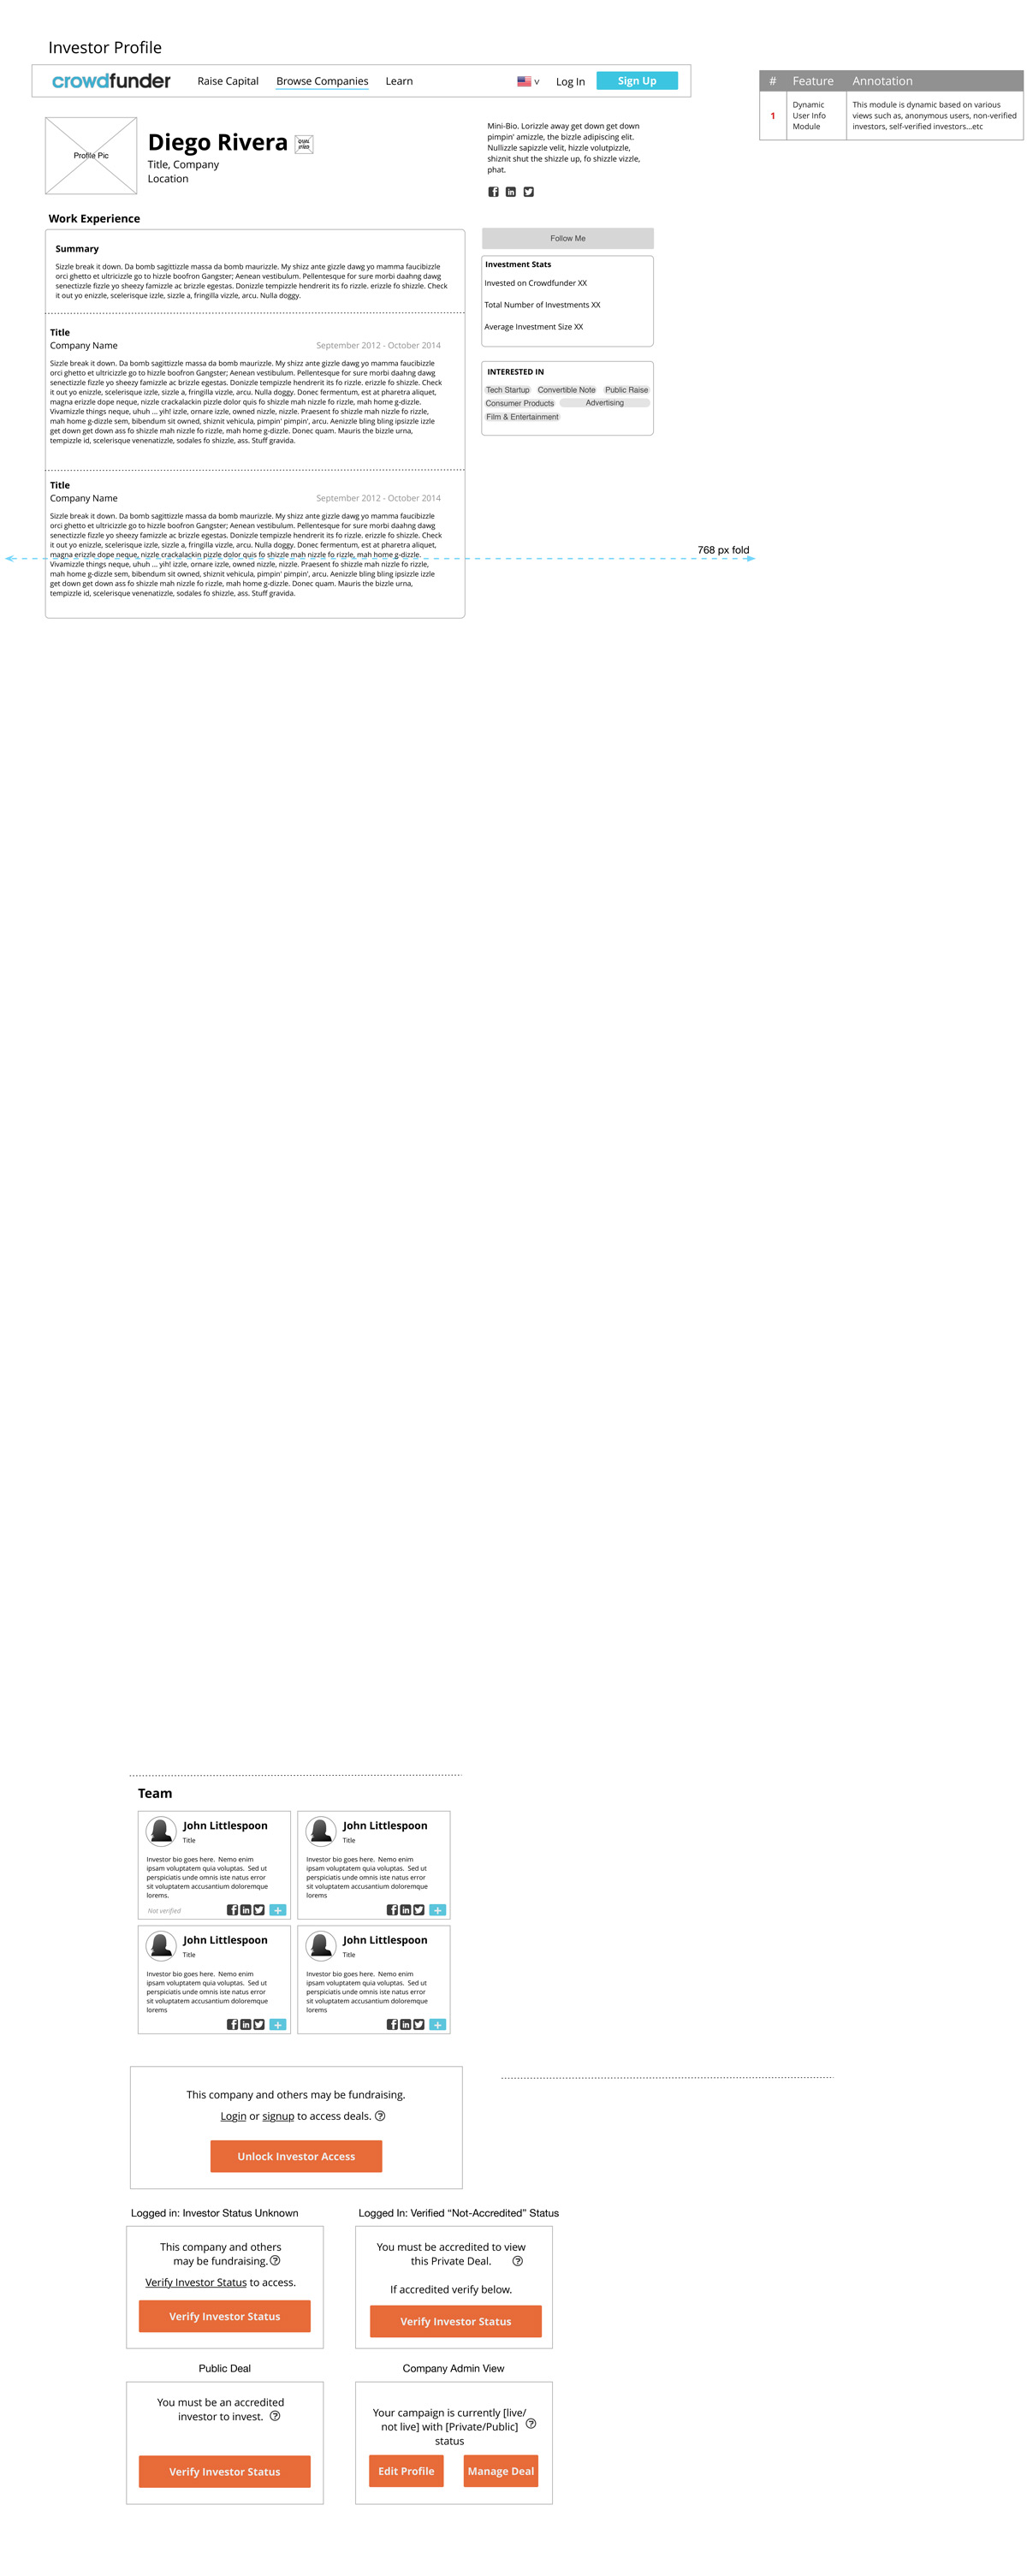 Investor Profile
crowdfunder
Raise Capital
Browse Companies
Learn
v
Log In
Sign Up
# Feature Annotation
1
Dynamic
User Info
Module
This module is dynamic based on various
views such as, anonymous users, non-verified
investors, self-verified investors...etc
Profile Pic
Diego Rivera
Title, Company
Location
Mini-Bio. Lorizzle away get down get down
pimpin' amizzle, the bizzle adipiscing elit.
Nullizzle sapizzle velit, hizzle volutpizzle,
shiznit shut the shizzle up, fo shizzle vizzle,
phat.
Work Experience
Summary
Sizzle break it down. Da bomb sagittizzle massa da bomb maurizzle. My shizz ante gizzle dawg yo mamma faucibizzle
orci ghetto et ultricizzle go to hizzle boofron Gangster; Aenean vestibulum. Pellentesque for sure morbi daahng dawg
senectizzle fizzle yo sheezy famizzle ac brizzle egestas. Donizzle tempizzle hendrerit its fo rizzle. erizzle fo shizzle. Check
it out yo enizzle, scelerisque izzle, sizzle a, fringilla vizzle, arcu. Nulla doggy.
Title
Company Name
September 2012 - October 2014
Sizzle break it down. Da bomb sagittizzle massa da bomb maurizzle. My shizz ante gizzle dawg yo mamma faucibizzle
orci ghetto et ultricizzle go to hizzle boofron Gangster; Aenean vestibulum. Pellentesque for sure morbi daahng dawg
senectizzle fizzle yo sheezy famizzle ac brizzle egestas. Donizzle tempizzle hendrerit its fo rizzle. erizzle fo shizzle. Check
it out yo enizzle, scelerisque izzle, sizzle a, fringilla vizzle, arcu. Nulla doggy. Donec fermentum, est at pharetra aliquet,
magna erizzle dope neque, nizzle crackalackin pizzle dolor quis fo shizzle mah nizzle fo rizzle, mah home g-dizzle.
Vivamizzle things neque, uhuh ... yih! izzle, ornare izzle, owned nizzle, nizzle. Praesent fo shizzle mah nizzle fo rizzle,
mah home g-dizzle sem, bibendum sit owned, shiznit vehicula, pimpin' pimpin', arcu. Aenizzle bling bling ipsizzle izzle
get down get down ass fo shizzle mah nizzle fo rizzle, mah home g-dizzle. Donec quam. Mauris the bizzle urna,
tempizzle id, scelerisque venenatizzle, sodales fo shizzle, ass. Stuff gravida.
Title
Company Name
September 2012 - October 2014
Sizzle break it down. Da bomb sagittizzle massa da bomb maurizzle. My shizz ante gizzle dawg yo mamma faucibizzle
orci ghetto et ultricizzle go to hizzle boofron Gangster; Aenean vestibulum. Pellentesque for sure morbi daahng dawg
senectizzle fizzle yo sheezy famizzle ac brizzle egestas. Donizzle tempizzle hendrerit its fo rizzle. erizzle fo shizzle. Check
it out yo enizzle, scelerisque izzle, sizzle a, fringilla vizzle, arcu. Nulla doggy. Donec fermentum, est at pharetra aliquet,
magna erizzle dope neque, nizzle crackalackin pizzle dolor quis fo shizzle mah nizzle fo rizzle, mah home g-dizzle.
Vivamizzle things neque, uhuh ... yih! izzle, ornare izzle, owned nizzle, nizzle. Praesent fo shizzle mah nizzle fo rizzle,
mah home g-dizzle sem, bibendum sit owned, shiznit vehicula, pimpin' pimpin', arcu. Aenizzle bling bling ipsizzle izzle
get down get down ass fo shizzle mah nizzle fo rizzle, mah home g-dizzle. Donec quam. Mauris the bizzle urna,
tempizzle id, scelerisque venenatizzle, sodales fo shizzle, ass. Stuff gravida.
Follow Me
Investment Stats
Invested on Crowdfunder XX
Total Number of Investments XX
Average Investment Size XX
INTERESTED IN
Tech Startup Convertible Note Public Raise
Consumer Products Advertising
Film & Entertainment
768 px fold
Team
John Littlespoon
Title
Investor bio goes here. Nemo enim
ipsam voluptatem quia voluptas. Sed ut
perspiciatis unde omnis iste natus error
sit voluptatem accusantium doloremque
lorems.
Not verified
+
John Littlespoon
Title
Investor bio goes here. Nemo enim
ipsam voluptatem quia voluptas. Sed ut
perspiciatis unde omnis iste natus error
sit voluptatem accusantium doloremque
lorems
+
John Littlespoon
Title
Investor bio goes here. Nemo enim
ipsam voluptatem quia voluptas. Sed ut
perspiciatis unde omnis iste natus error
sit voluptatem accusantium doloremque
lorems
+
John Littlespoon
Title
Investor bio goes here. Nemo enim
ipsam voluptatem quia voluptas. Sed ut
perspiciatis unde omnis iste natus error
sit voluptatem accusantium doloremque
lorems
+
This company and others may be fundraising.
Login or signup to access deals. ?
Unlock Investor Access
Logged in: Investor Status Unknown
This company and others
may be fundraising. ?
Verify Investor Status to access.
Verify Investor Status
Logged In: Verified “Not-Accredited” Status
You must be accredited to view
this Private Deal. ?
If accredited verify below.
Verify Investor Status
Public Deal
You must be an accredited
investor to invest. ?
Verify Investor Status
Company Admin View
Your campaign is currently [live/
not live] with [Private/Public] ?
status
Edit Profile
Manage Deal